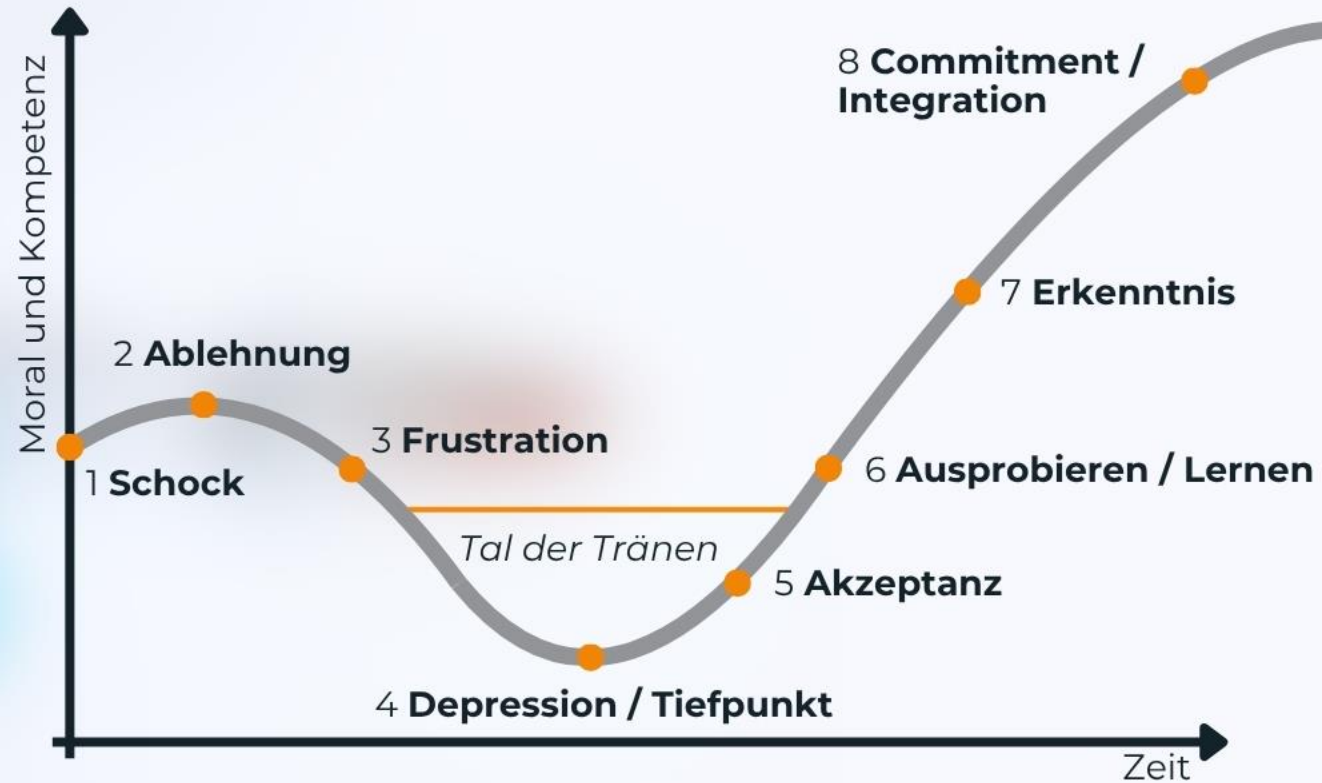 Moral und Kompetenz
1 Schock
2 Ablehnung
3 Frustration
Tal der Tränen
4 Depression / Tiefpunkt
5 Akzeptanz
6 Ausprobieren / Lernen
7 Erkenntnis
8 Commitment /
Integration
Zeit